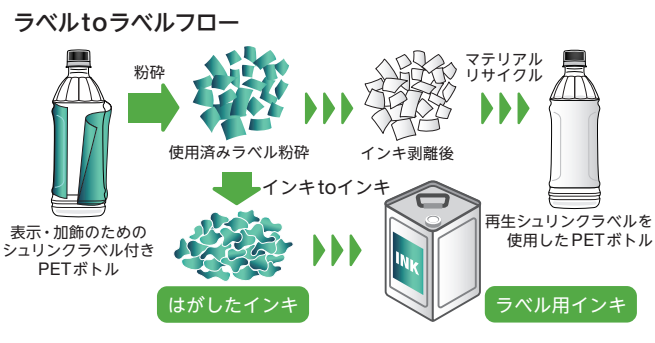 ラベルtoラベルフロー
粉砕
マテリアル
リサイクル
使用済みラベル粉砕
インキ剥離後
インキtoインキ
表示・加飾のための
シュリンクラベル付き
PETボトル
再生シュリンクラベルを
使用したPETボトル
INK
はがしたインキ
ラベル用インキ